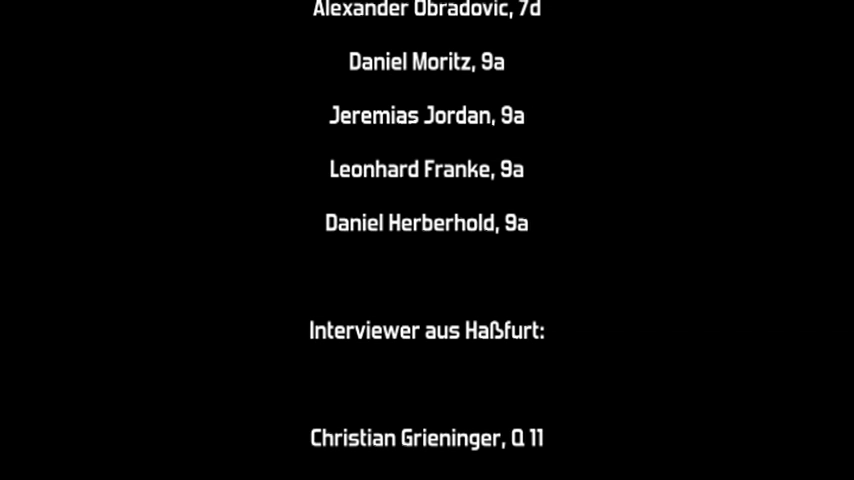 Alexander Obradovic, 7d
Daniel Moritz, 9a
Jeremias Jordan, 9a
Leonhard Franke, 9a
Daniel Herberhold, 9a
Interviewer aus Haßfurt:
Christian Grieninger, Q 11